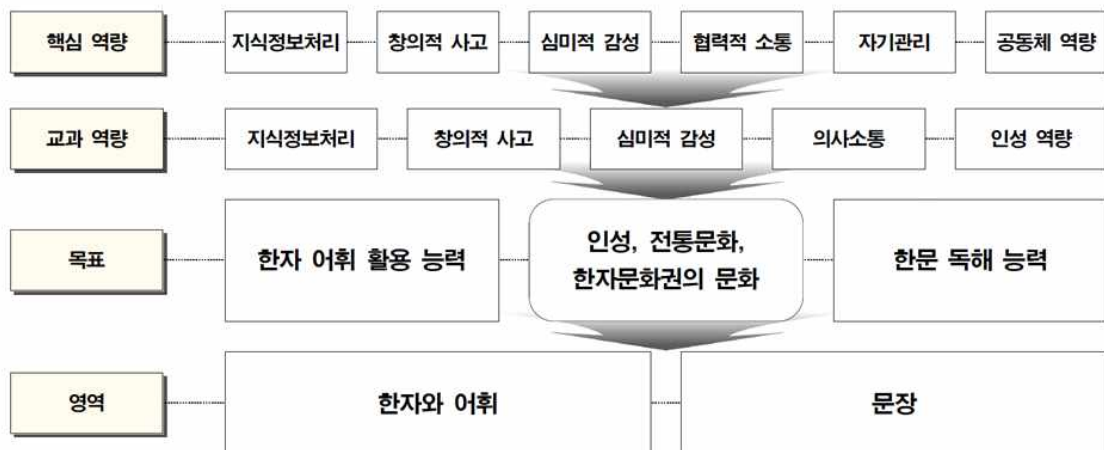 핵심 역량 지식정보처리 창의적 사고 심미적 감성 협력적 소통 자기관리 공동체 역량
교과 역량 지식정보처리 창의적 사고 심미적 감성 의사소통 인성 역량
목표 한자 어휘 활용 능력 인성, 전통문화,
한자문화권의 문화 한문 독해 능력
영역 한자와 어휘 문장